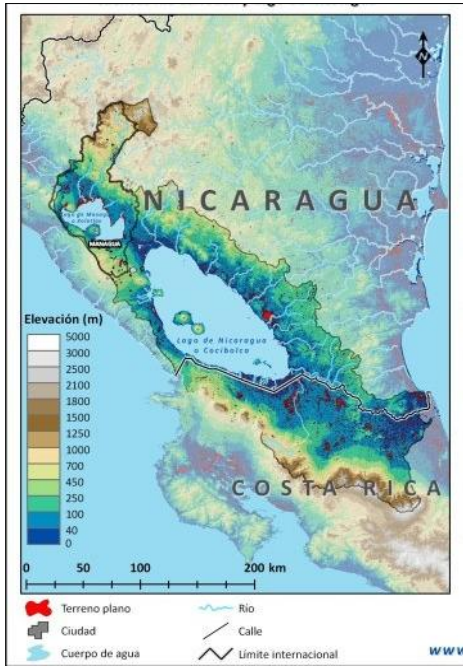 NICARAGUA
Lago de Managua
MANAGUA
Elevación (m)
5000
3000
2500
2100
1800
1500
1250
1000
700
450
250
100
40
0
Lago de Nicaragua
o Cocibolca
COSTA RICA
0 50 100 200 km
Terreno plano
Río
Ciudad
Calle
Cuerpo de agua
Límite internacional
www